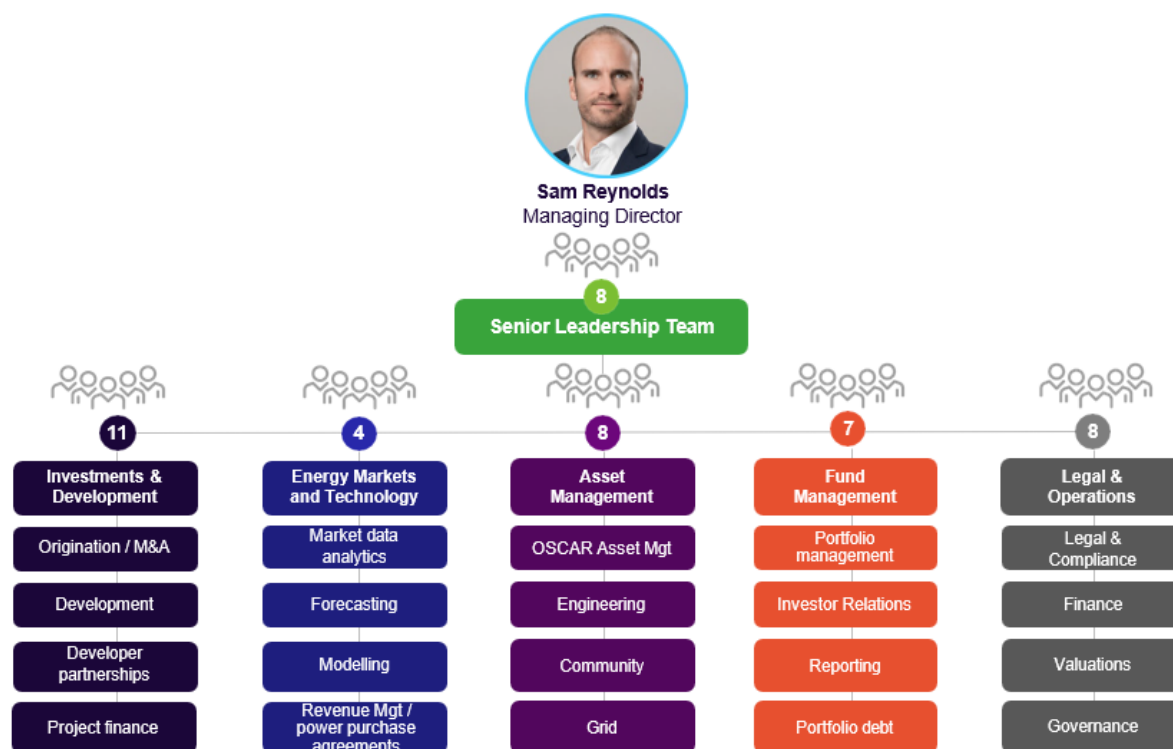 Sam Reynolds
Managing Director
8
Senior Leadership Team
11
4
8
7
8
Investments &
Development
Energy Markets
and Technology
Asset
Management
Fund
Management
Legal &
Operations
Origination / M&A
Market data
analytics
OSCAR Asset Mgt
Portfolio
management
Legal &
Compliance
Development
Forecasting
Engineering
Investor Relations
Finance
Developer
partnerships
Modelling
Community
Reporting
Valuations
Project finance
Revenue Mgt /
power purchase
agreements
Grid
Portfolio debt
Governance